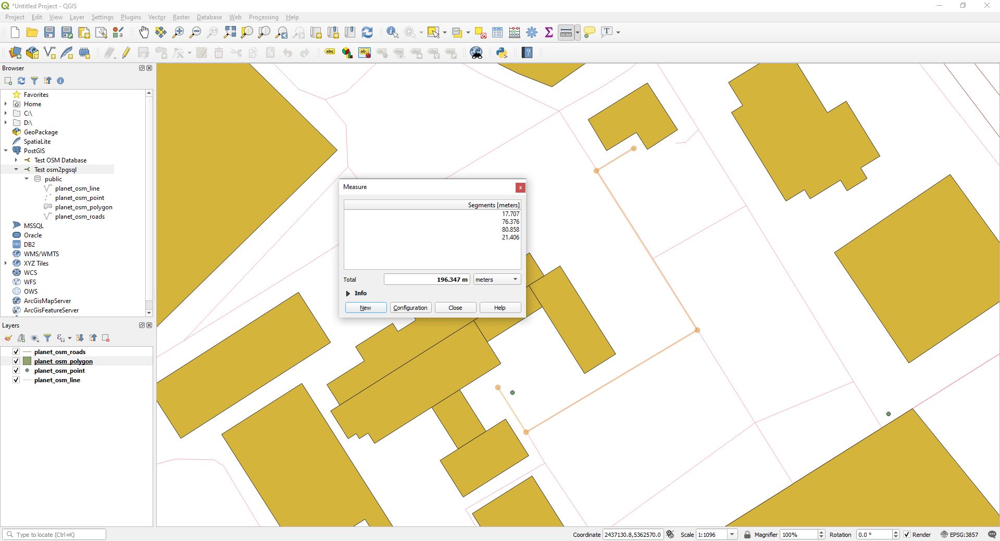 *Untitled Project - QGIS
Project Edit View Layer Settings Plugins Vector Raster Database Web Processing Help
Browser
Favorites
Home
C:\
D:\
GeoPackage
SpatiaLite
PostGIS
Test OSM Database
Test osm2pgsql
public
planet_osm_line
planet_osm_point
planet_osm_polygon
planet_osm_roads
MSSQL
Oracle
DB2
WMS/WMTS
XYZ Tiles
WCS
WFS
OWS
ArcGisMapServer
ArcGisFeatureServer
Layers
planet_osm_roads
planet_osm_polygon
planet_osm_point
planet_osm_line
Measure
Segments [meters]
17.707
76.376
80.858
21.406
Total 196.347 m meters
Info
New Configuration Close Help
Type to locate (Ctrl+K)
Coordinate 2437130.8,5362570.0 Scale 1:1096 Magnifier 100% Rotation 0.0 ° Render EPSG:3857